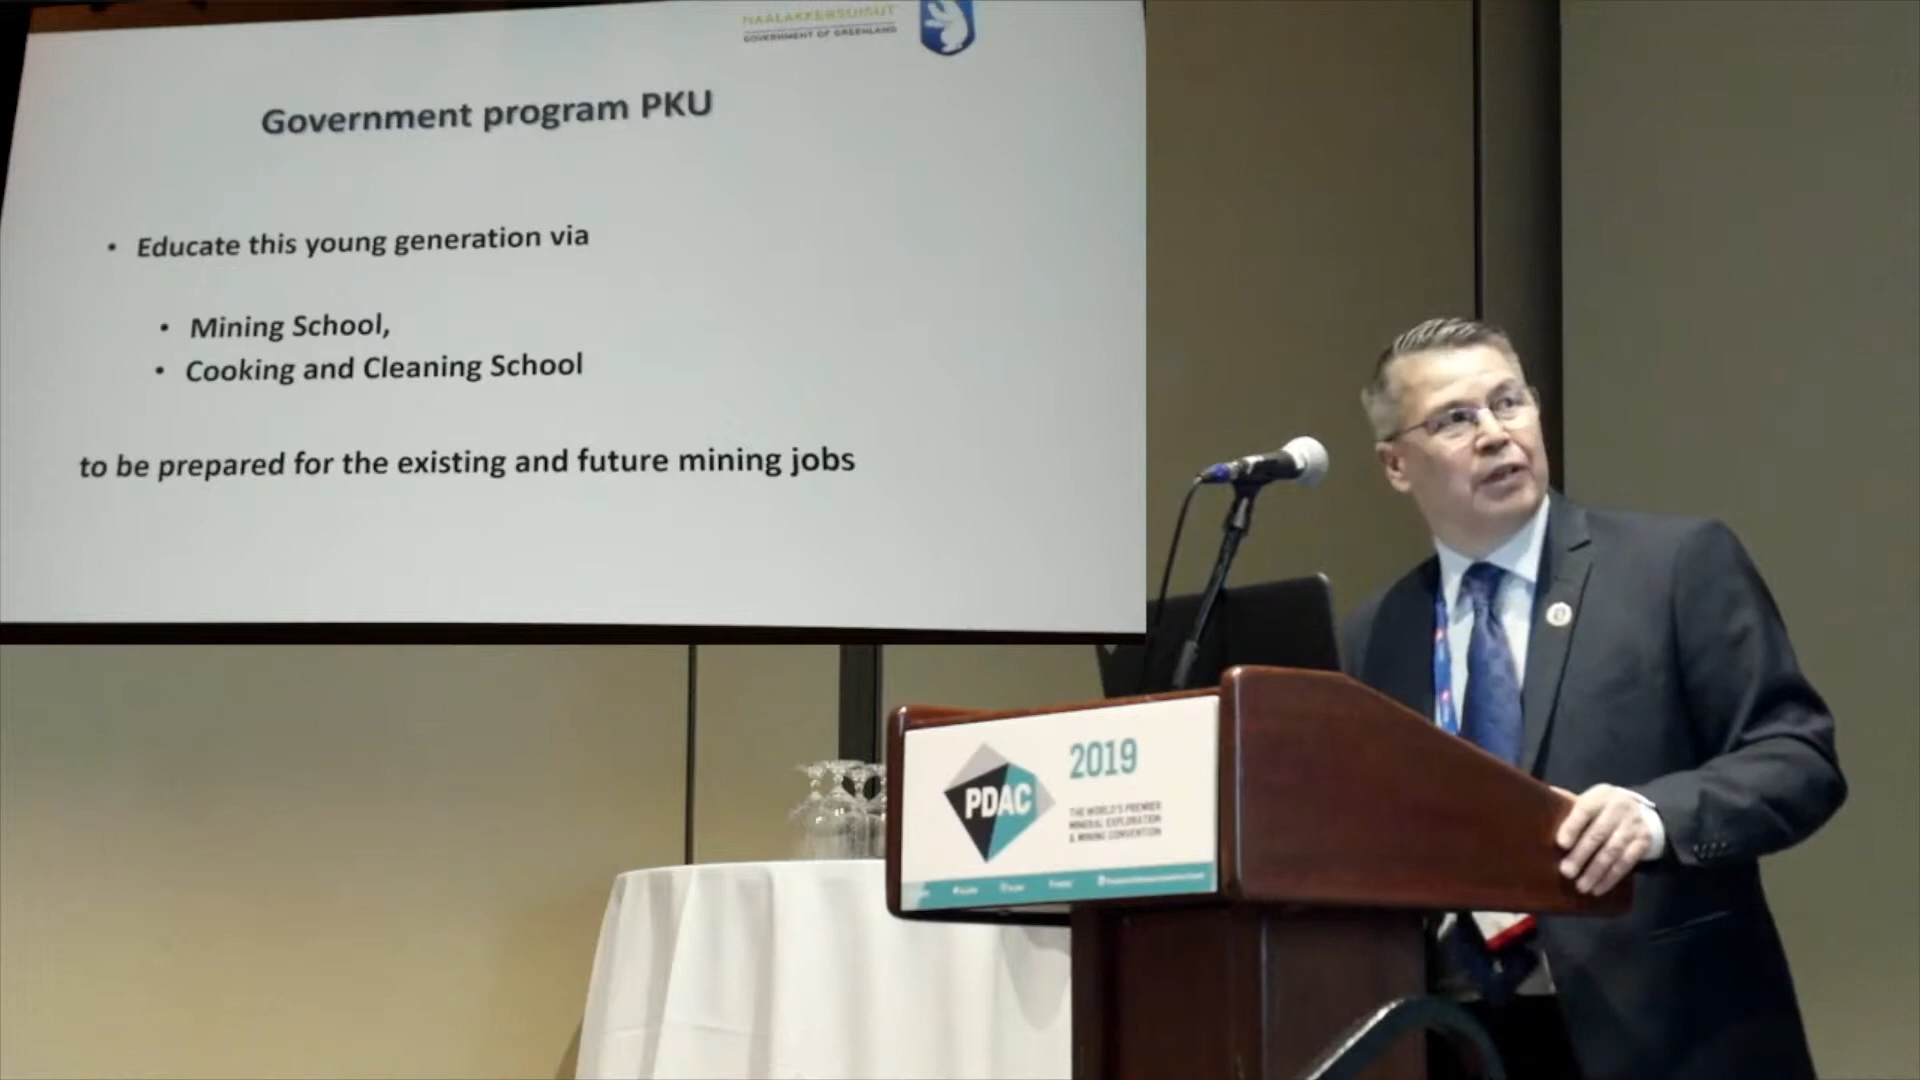 NAALAKKERSUISUT
GOVERNMENT OF GREENLAND
Government program PKU
• Educate this young generation via
• Mining School,
• Cooking and Cleaning School
to be prepared for the existing and future mining jobs
PDAC
2019
THE WORLD'S PREMIER
MINERAL EXPLORATION
& MINING CONVENTION